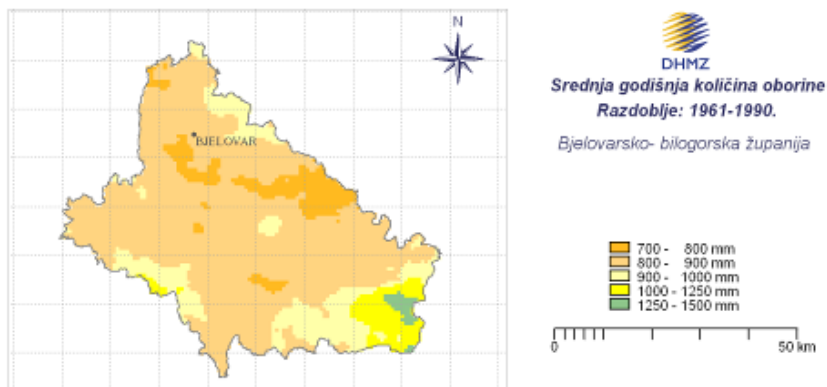 N
BJELOVAR
DHMZ
Srednja godišnja količina oborine
Razdoblje: 1961-1990.
Bjelovarsko- bilogorska županija
700 - 800 mm
800 - 900 mm
900 - 1000 mm
1000 - 1250 mm
1250 - 1500 mm
0 50 km